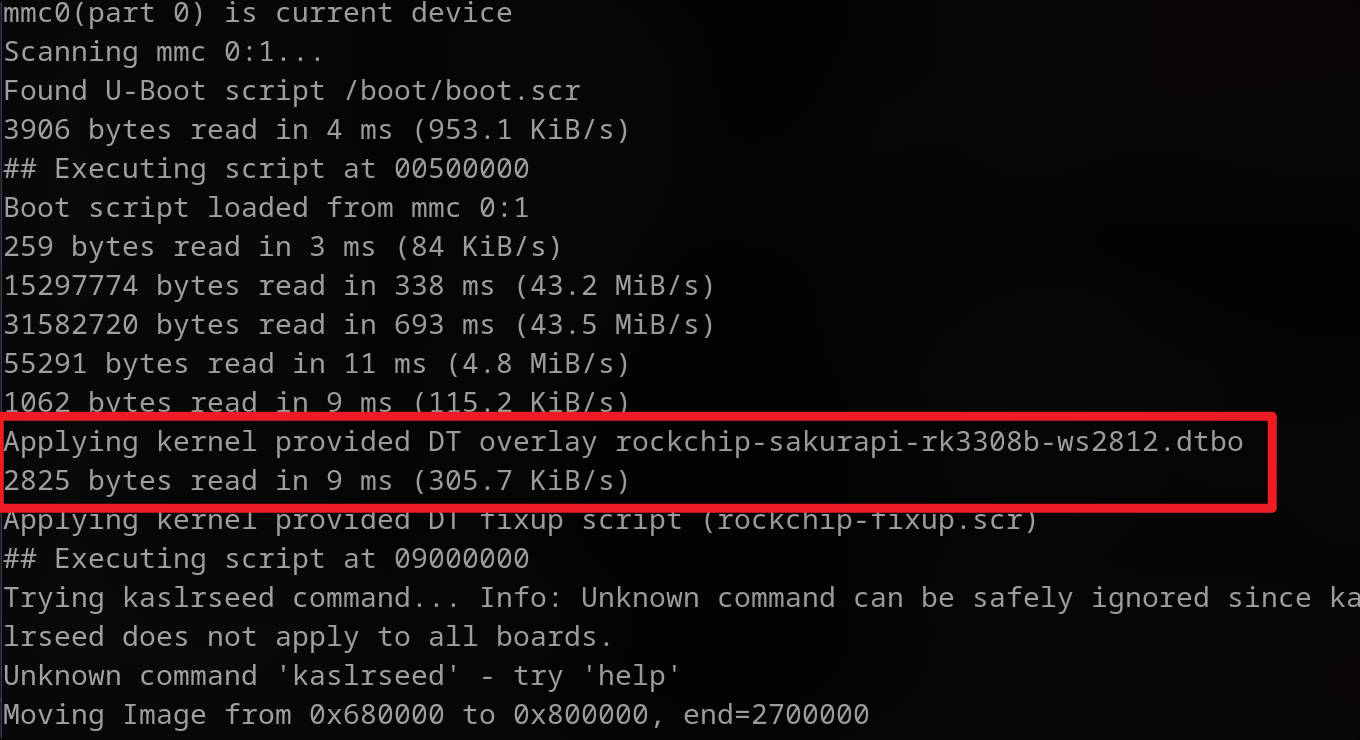 mmc0(part 0) is current device
Scanning mmc 0:1...
Found U-Boot script /boot/boot.scr
3906 bytes read in 4 ms (953.1 KiB/s)
## Executing script at 00500000
Boot script loaded from mmc 0:1
259 bytes read in 3 ms (84 KiB/s)
15297774 bytes read in 338 ms (43.2 MiB/s)
31582720 bytes read in 693 ms (43.5 MiB/s)
55291 bytes read in 11 ms (4.8 MiB/s)
1062 bytes read in 9 ms (115.2 KiB/s)
Applying kernel provided DT overlay rockchip-sakurapi-rk3308b-ws2812.dtbo
2825 bytes read in 9 ms (305.7 KiB/s)
Applying kernel provided DT fixup script (rockchip-fixup.scr)
## Executing script at 09000000
Trying kaslrseed command... Info: Unknown command can be safely ignored since ka
lrseed does not apply to all boards.
Unknown command 'kaslrseed' - try 'help'
Moving Image from 0x680000 to 0x800000, end=2700000